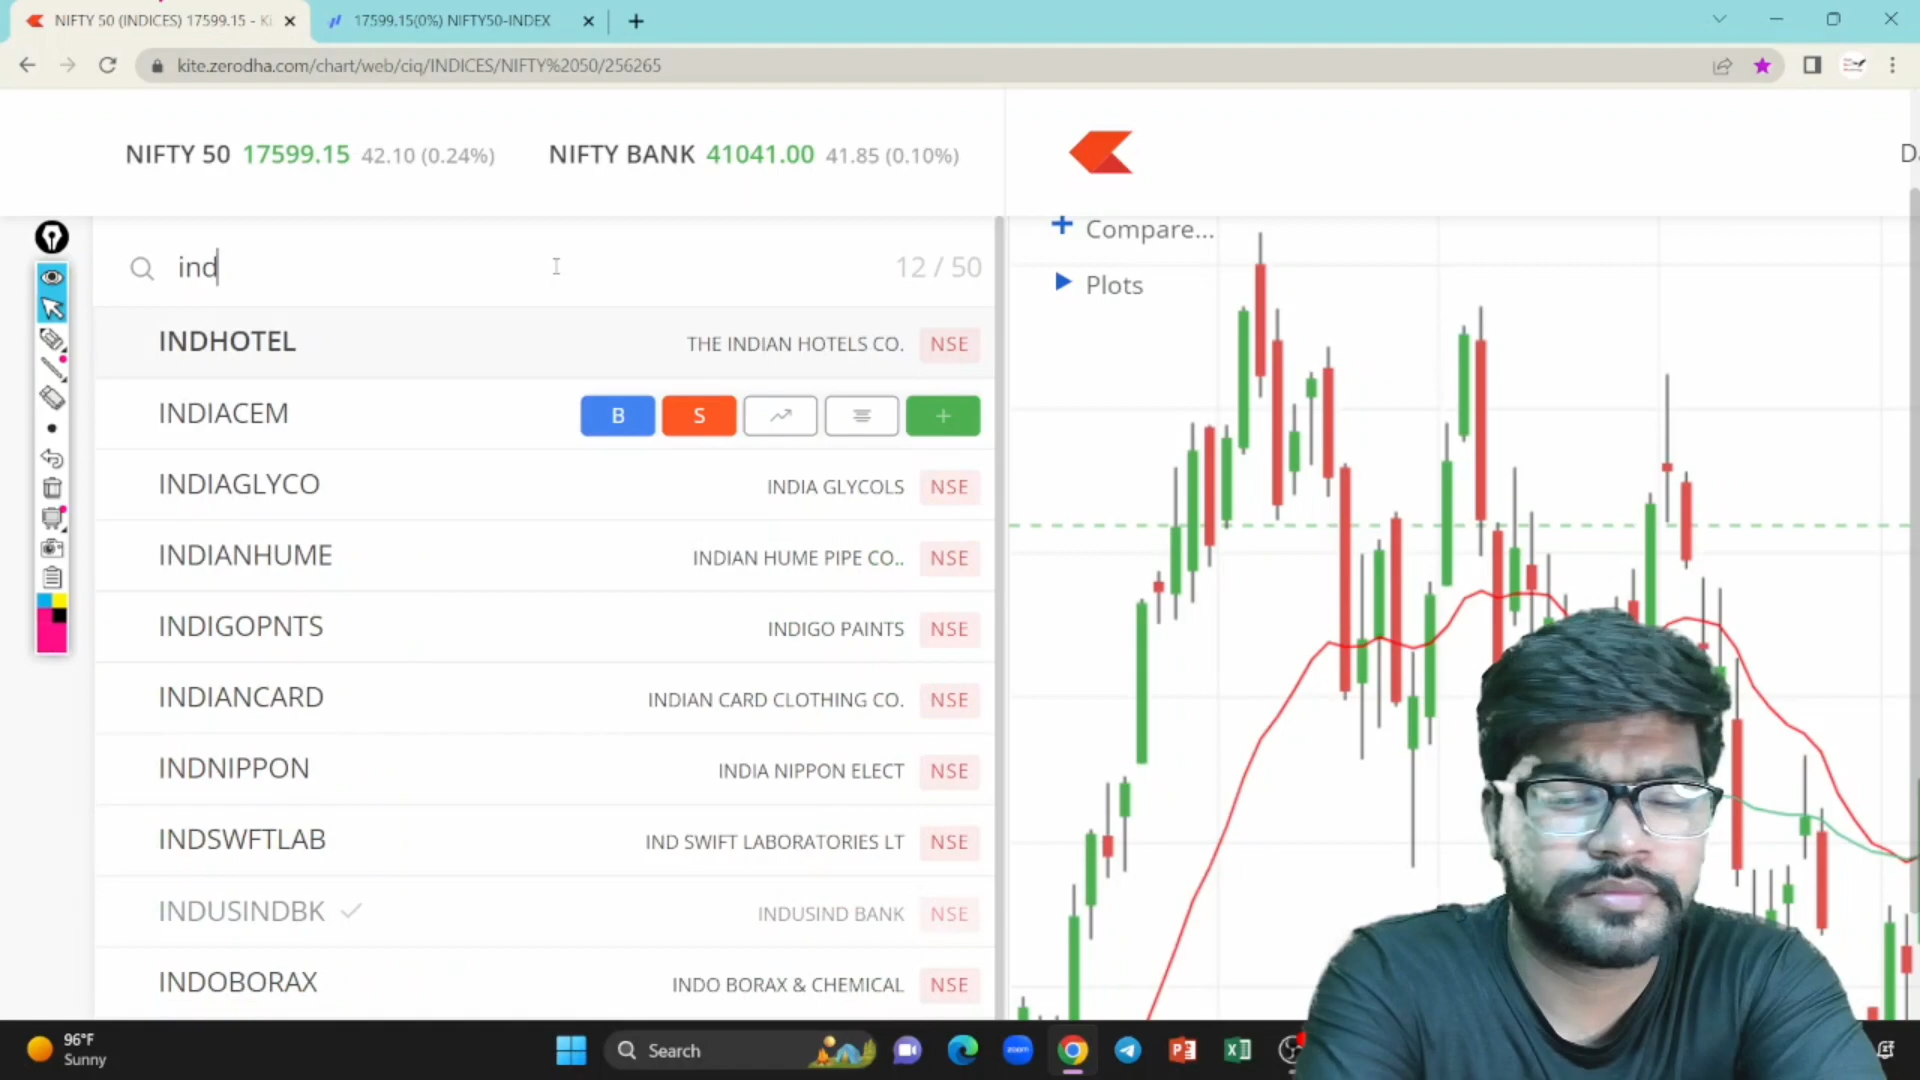 NIFTY 50 (INDICES) 17599.15 - Ki
17599.15(0%) NIFTY50-INDEX
kite.zerodha.com/chart/web/ciq/INDICES/NIFTY%2050/256265
NIFTY 50 17599.15 42.10 (0.24%) NIFTY BANK 41041.00 41.85 (0.10%)
ind 12 / 50
INDHOTEL THE INDIAN HOTELS CO. NSE
INDIACEM B S +
INDIAGLYCO INDIA GLYCOLS NSE
INDIANHUME INDIAN HUME PIPE CO.. NSE
INDIGOPNTS INDIGO PAINTS NSE
INDIANCARD INDIAN CARD CLOTHING CO. NSE
INDNIPPON INDIA NIPPON ELECT NSE
INDSWFTLAB IND SWIFT LABORATORIES LT NSE
INDUSINDBK INDUSIND BANK NSE
INDOBORAX INDO BORAX & CHEMICAL NSE
Compare...
Plots
96°F
Sunny
Search
zoom